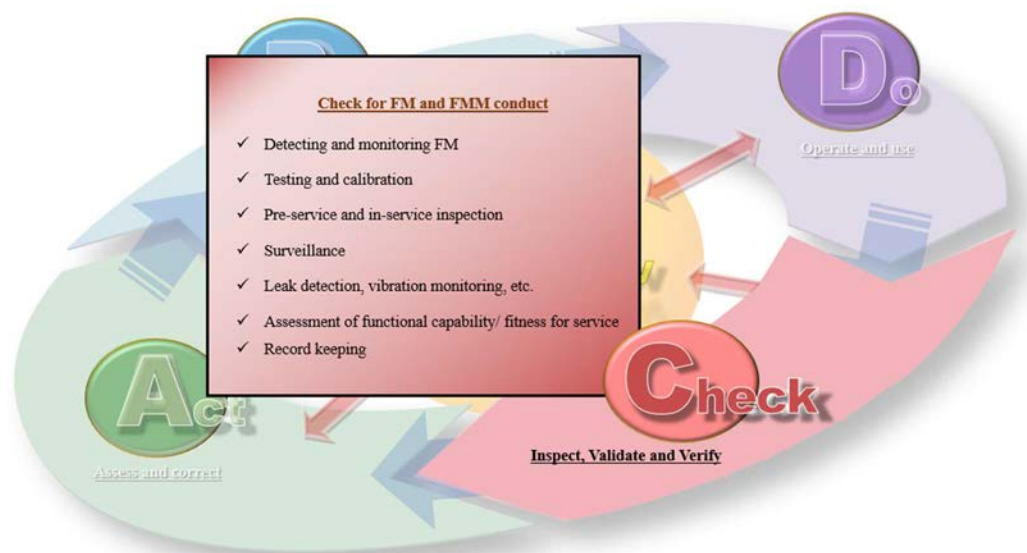 Do
Operate and use
Check for FM and FMM conduct
✓ Detecting and monitoring FM
✓ Testing and calibration
✓ Pre-service and in-service inspection
✓ Surveillance
✓ Leak detection, vibration monitoring, etc.
✓ Assessment of functional capability/ fitness for service
✓ Record keeping
Act
Assess and correct
Check
Inspect, Validate and Verify